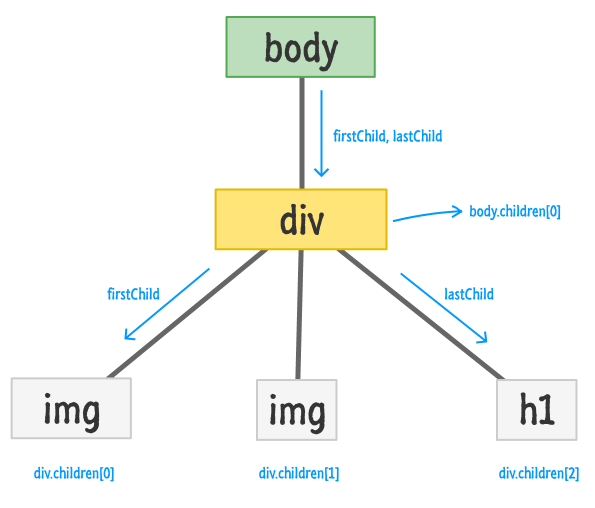 body
firstChild, lastChild
div
body.children[0]
firstChild
lastChild
img
img
h1
div.children[0]
div.children[1]
div.children[2]